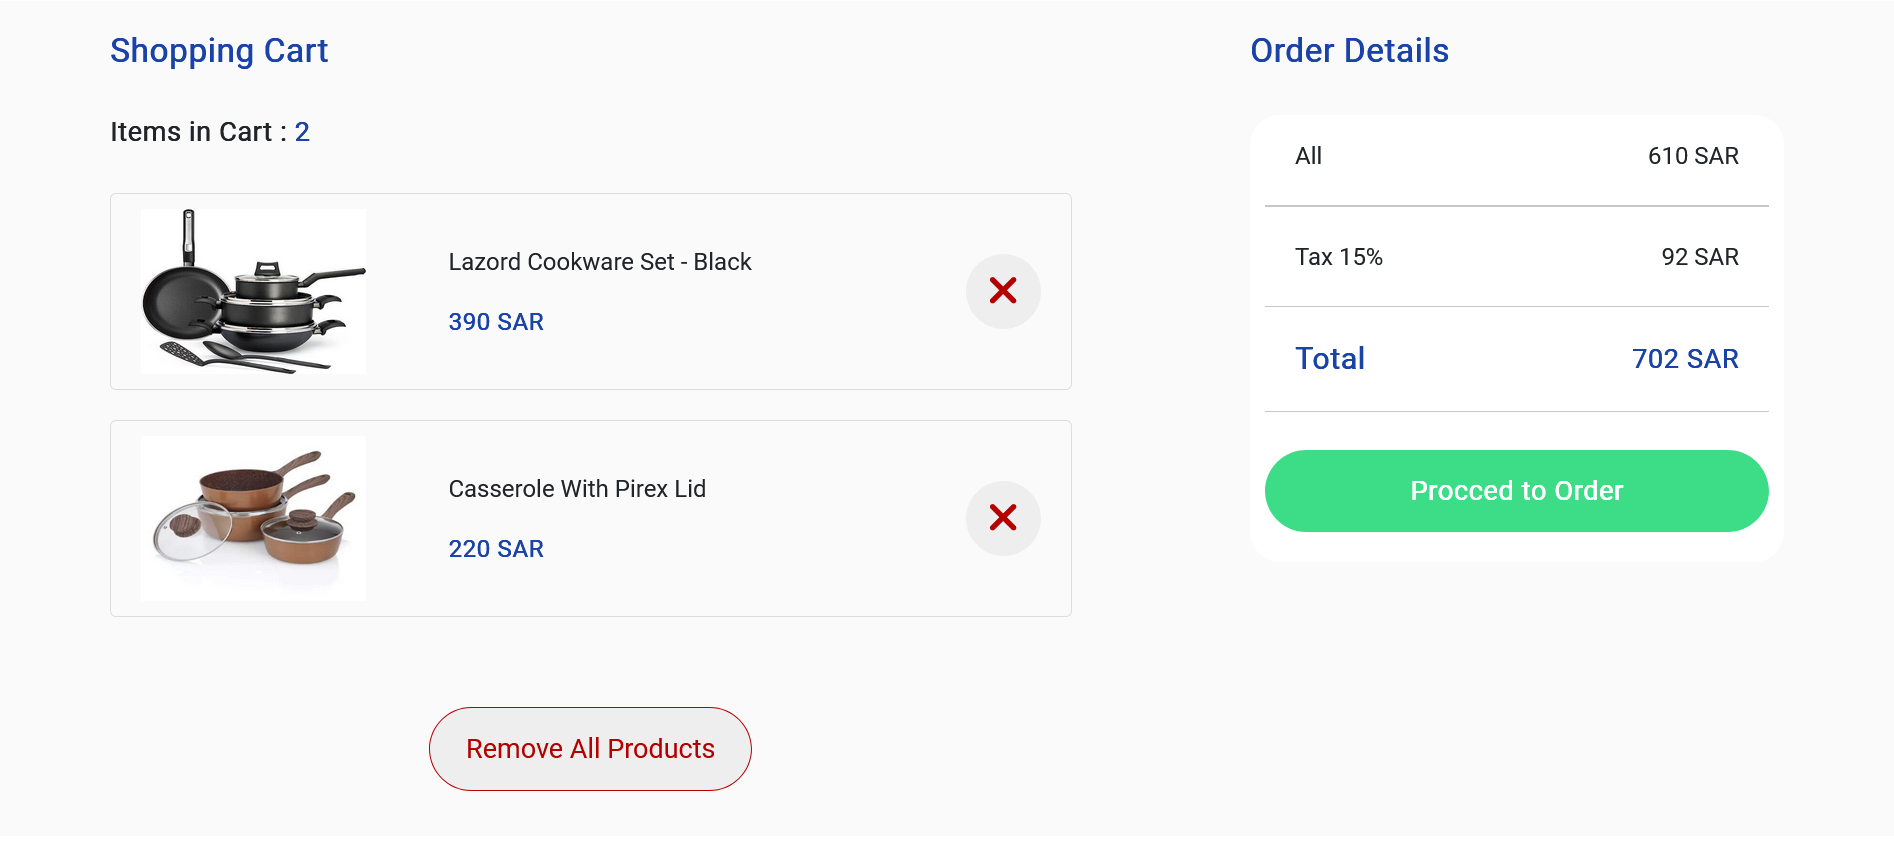 Shopping Cart
Items in Cart : 2
Lazord Cookware Set - Black
390 SAR
Casserole With Pirex Lid
220 SAR
Remove All Products
Order Details
All 610 SAR
Tax 15% 92 SAR
Total 702 SAR
Procced to Order